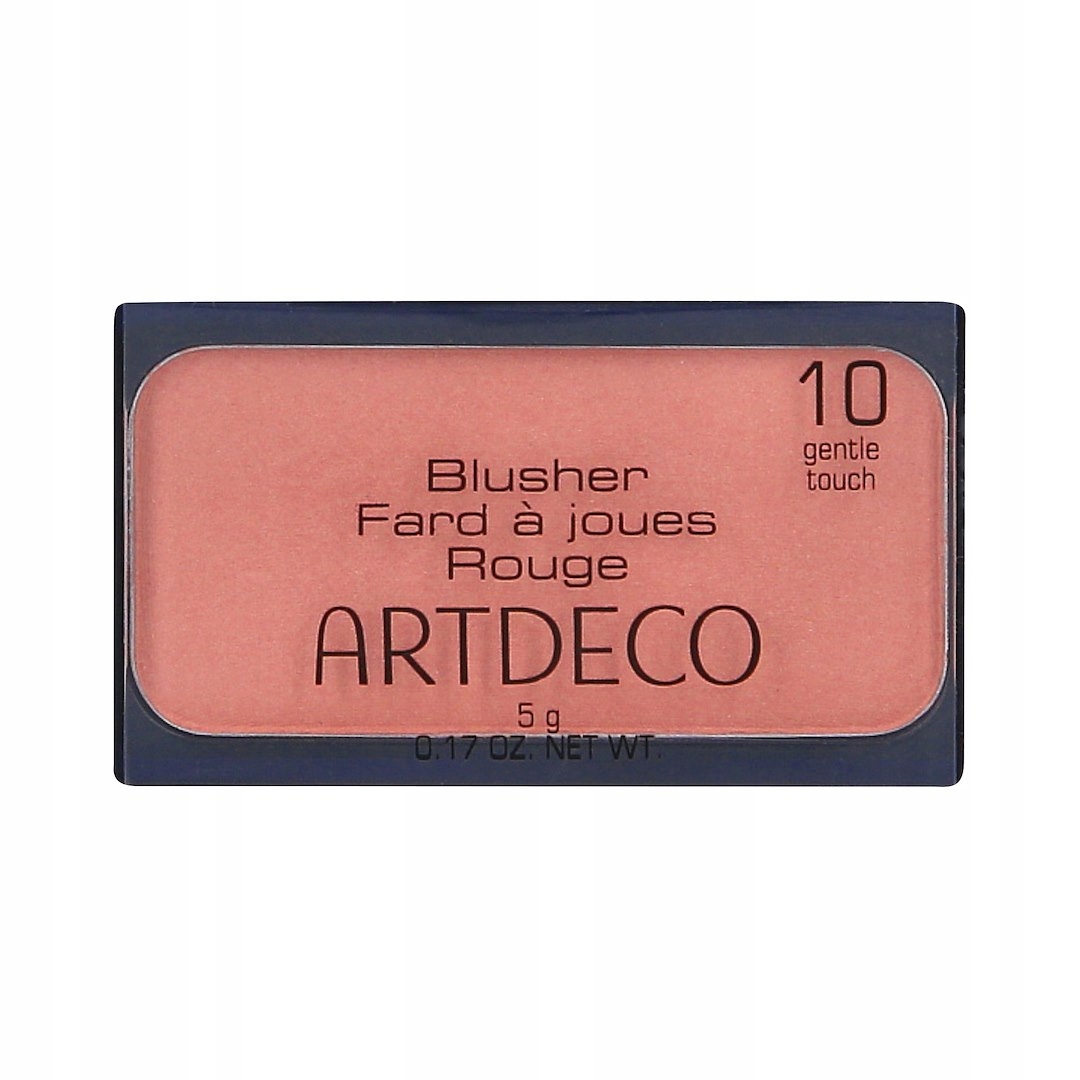 10
gentle
touch
Blusher
Fard à joues
Rouge
ARTDECO
5 g
0.17 OZ. NET WT.